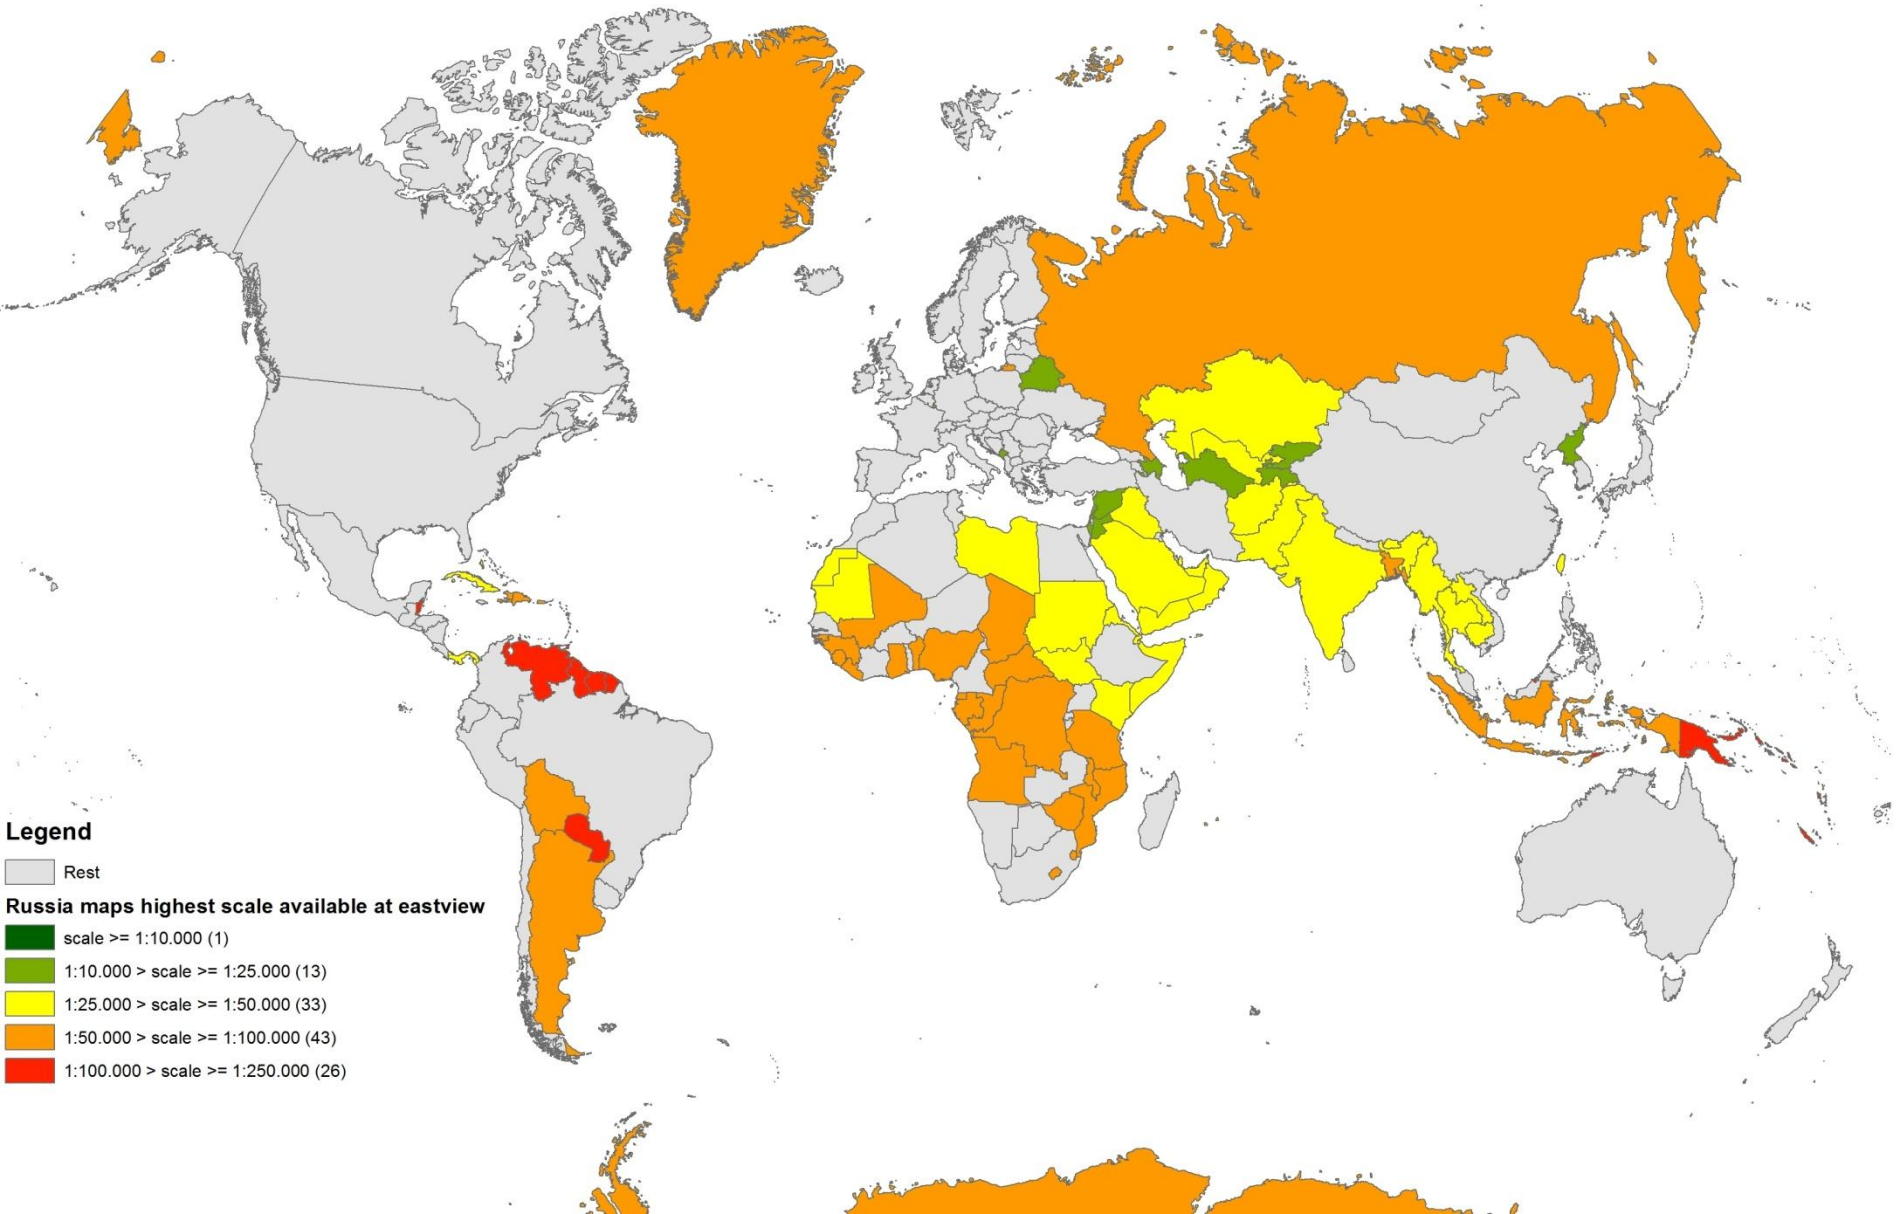 Legend
Rest
Russia maps highest scale available at eastview
scale >= 1:10.000 (1)
1:10.000 > scale >= 1:25.000 (13)
1:25.000 > scale >= 1:50.000 (33)
1:50.000 > scale >= 1:100.000 (43)
1:100.000 > scale >= 1:250.000 (26)